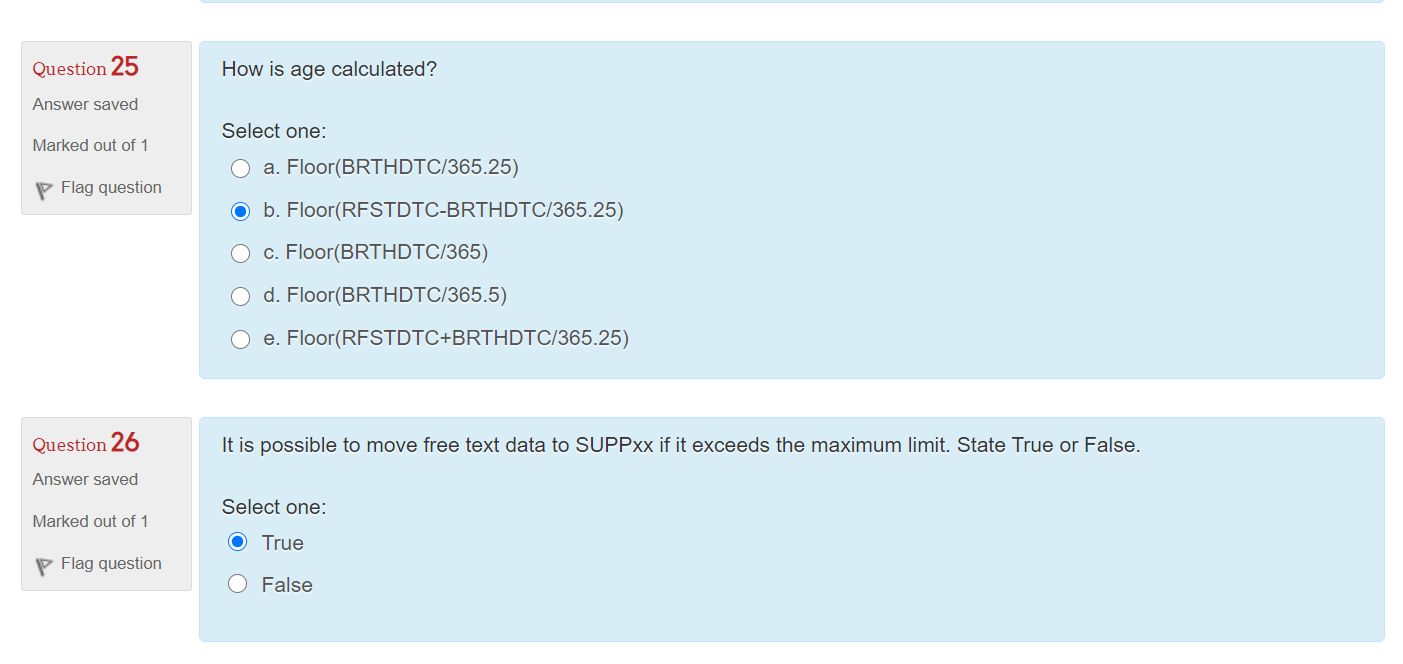 Question 25
Answer saved
Marked out of 1
Flag question
How is age calculated?
Select one:
a. Floor(BRTHDTC/365.25)
b. Floor(RFSTDTC-BRTHDTC/365.25)
c. Floor(BRTHDTC/365)
d. Floor(BRTHDTC/365.5)
e. Floor(RFSTDTC+BRTHDTC/365.25)
Question 26
Answer saved
Marked out of 1
Flag question
It is possible to move free text data to SUPPxx if it exceeds the maximum limit. State True or False.
Select one:
True
False